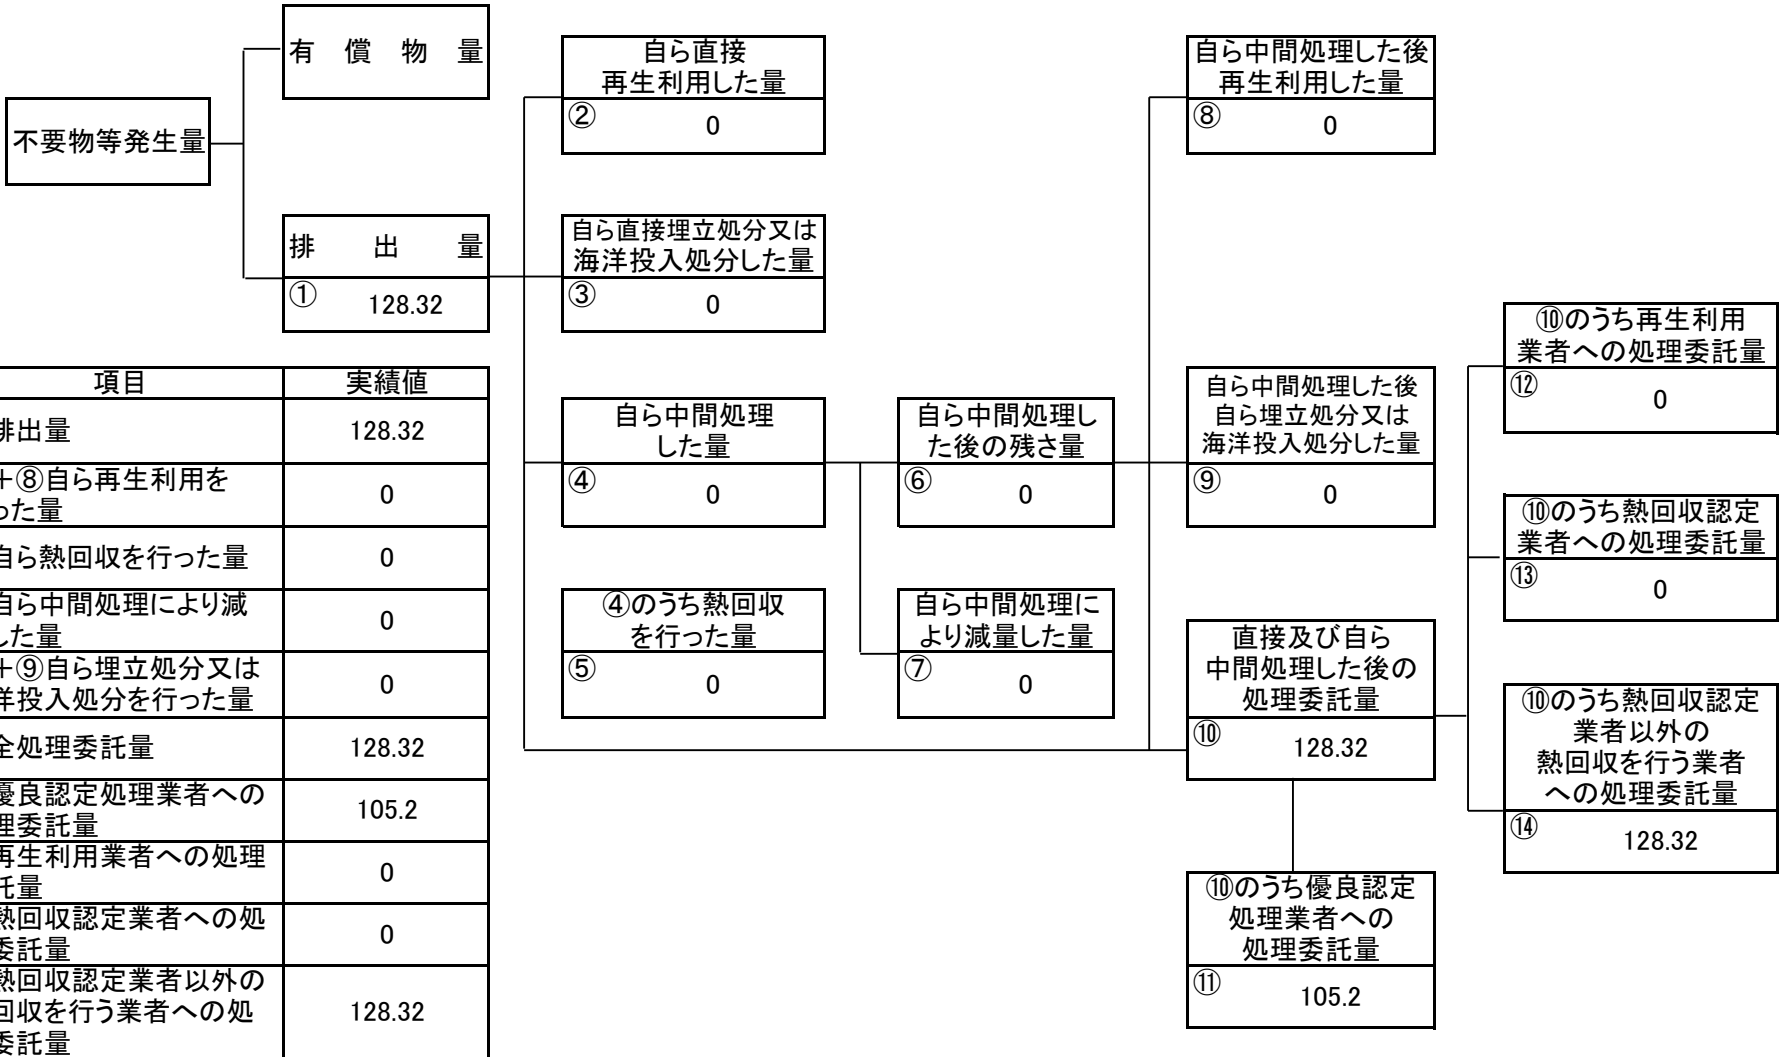 不要物等発生量
有 償 物 量
排 出 量
①
128.32
自ら直接
再生利用した量
②
0
自ら直接埋立処分又は
海洋投入処分した量
③
0
自ら中間処理
した量
④
0
④のうち熱回収
を行った量
⑤
0
自ら中間処理し
た後の残さ量
⑥
0
自ら中間処理に
より減量した量
⑦
0
自ら中間処理した後
再生利用した量
⑧
0
自ら中間処理した後
自ら埋立処分又は
海洋投入処分した量
⑨
0
直接及び自ら
中間処理した後の
処理委託量
⑩
128.32
⑩のうち優良認定
処理業者への
処理委託量
⑪
105.2
⑩のうち再生利用
業者への処理委託量
⑫
0
⑩のうち熱回収認定
業者への処理委託量
⑬
0
⑩のうち熱回収認定
業者以外の
熱回収を行う業者
への処理委託量
⑭
128.32
項目
実績値
排出量
128.32
+⑧自ら再生利用を
った量
0
自ら熱回収を行った量
0
自ら中間処理により減
した量
0
+⑨自ら埋立処分又は
洋投入処分を行った量
0
全処理委託量
128.32
優良認定処理業者への
理委託量
105.2
再生利用業者への処理
託量
0
熱回収認定業者への処
委託量
0
熱回収認定業者以外の
回収を行う業者への処
委託量
128.32